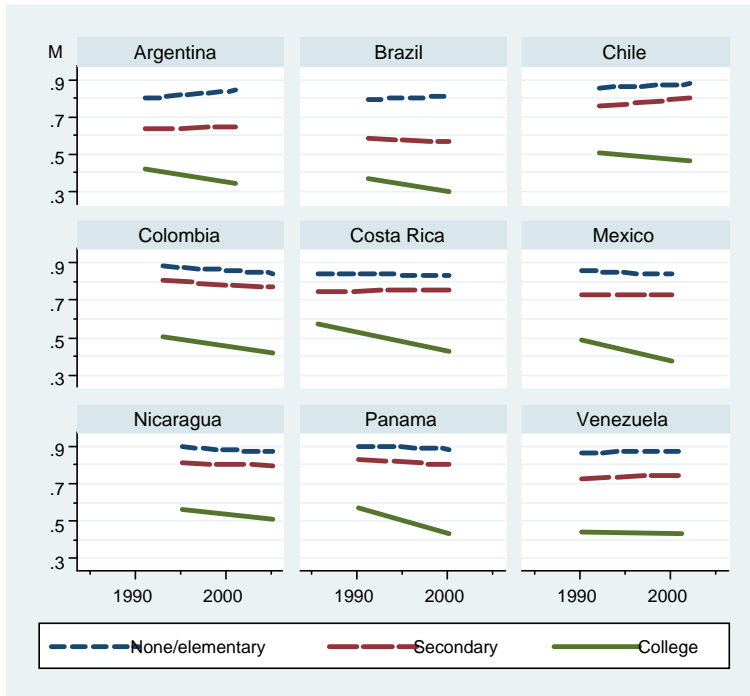 M
Argentina Brazil Chile
.9
.7
.5
.3
Colombia Costa Rica Mexico
.9
.7
.5
.3
Nicaragua Panama Venezuela
.9
.7
.5
.3
1990 2000 1990 2000 1990 2000
None/elementary Secondary College